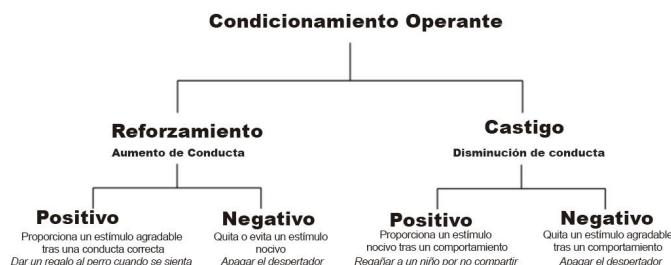 Condicionamiento Operante
Reforzamiento
Aumento de Conducta
Castigo
Disminución de conducta
Positivo
Proporciona un estímulo agradable
tras una conducta correcta
Dar un regalo al perro cuando se sienta
Negativo
Quita o evita un estímulo
nocivo
Apagar el despertador
Positivo
Proporciona un estímulo
nocivo tras un comportamiento
Regañar a un niño por no compartir
Negativo
Quita un estímulo agradable
tras un comportamiento
Apagar el despertador